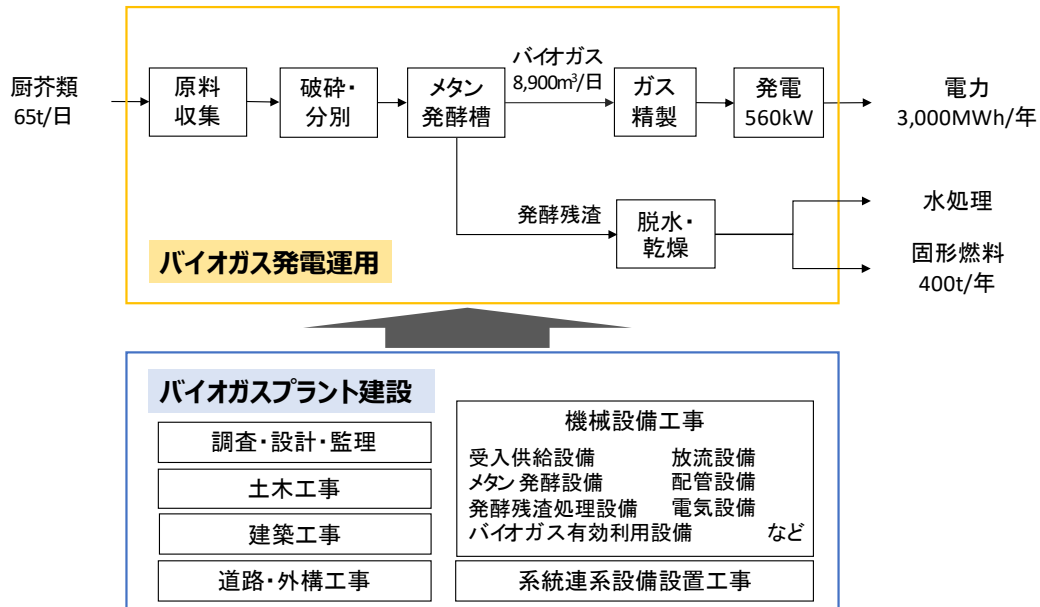 厨芥類
65t/日
原料
収集
破砕・
分別
メタン
発酵槽
バイオガス
8,900m³/日
ガス
精製
発電
560kW
電力
3,000MWh/年
発酵残渣
脱水・
乾燥
水処理
固形燃料
400t/年
バイオガス発電運用
バイオガスプラント建設
調査・設計・監理
土木工事
建築工事
道路・外構工事
機械設備工事
受入供給設備 放流設備
メタン発酵設備 配管設備
発酵残渣処理設備 電気設備
バイオガス有効利用設備 など
系統連系設備設置工事